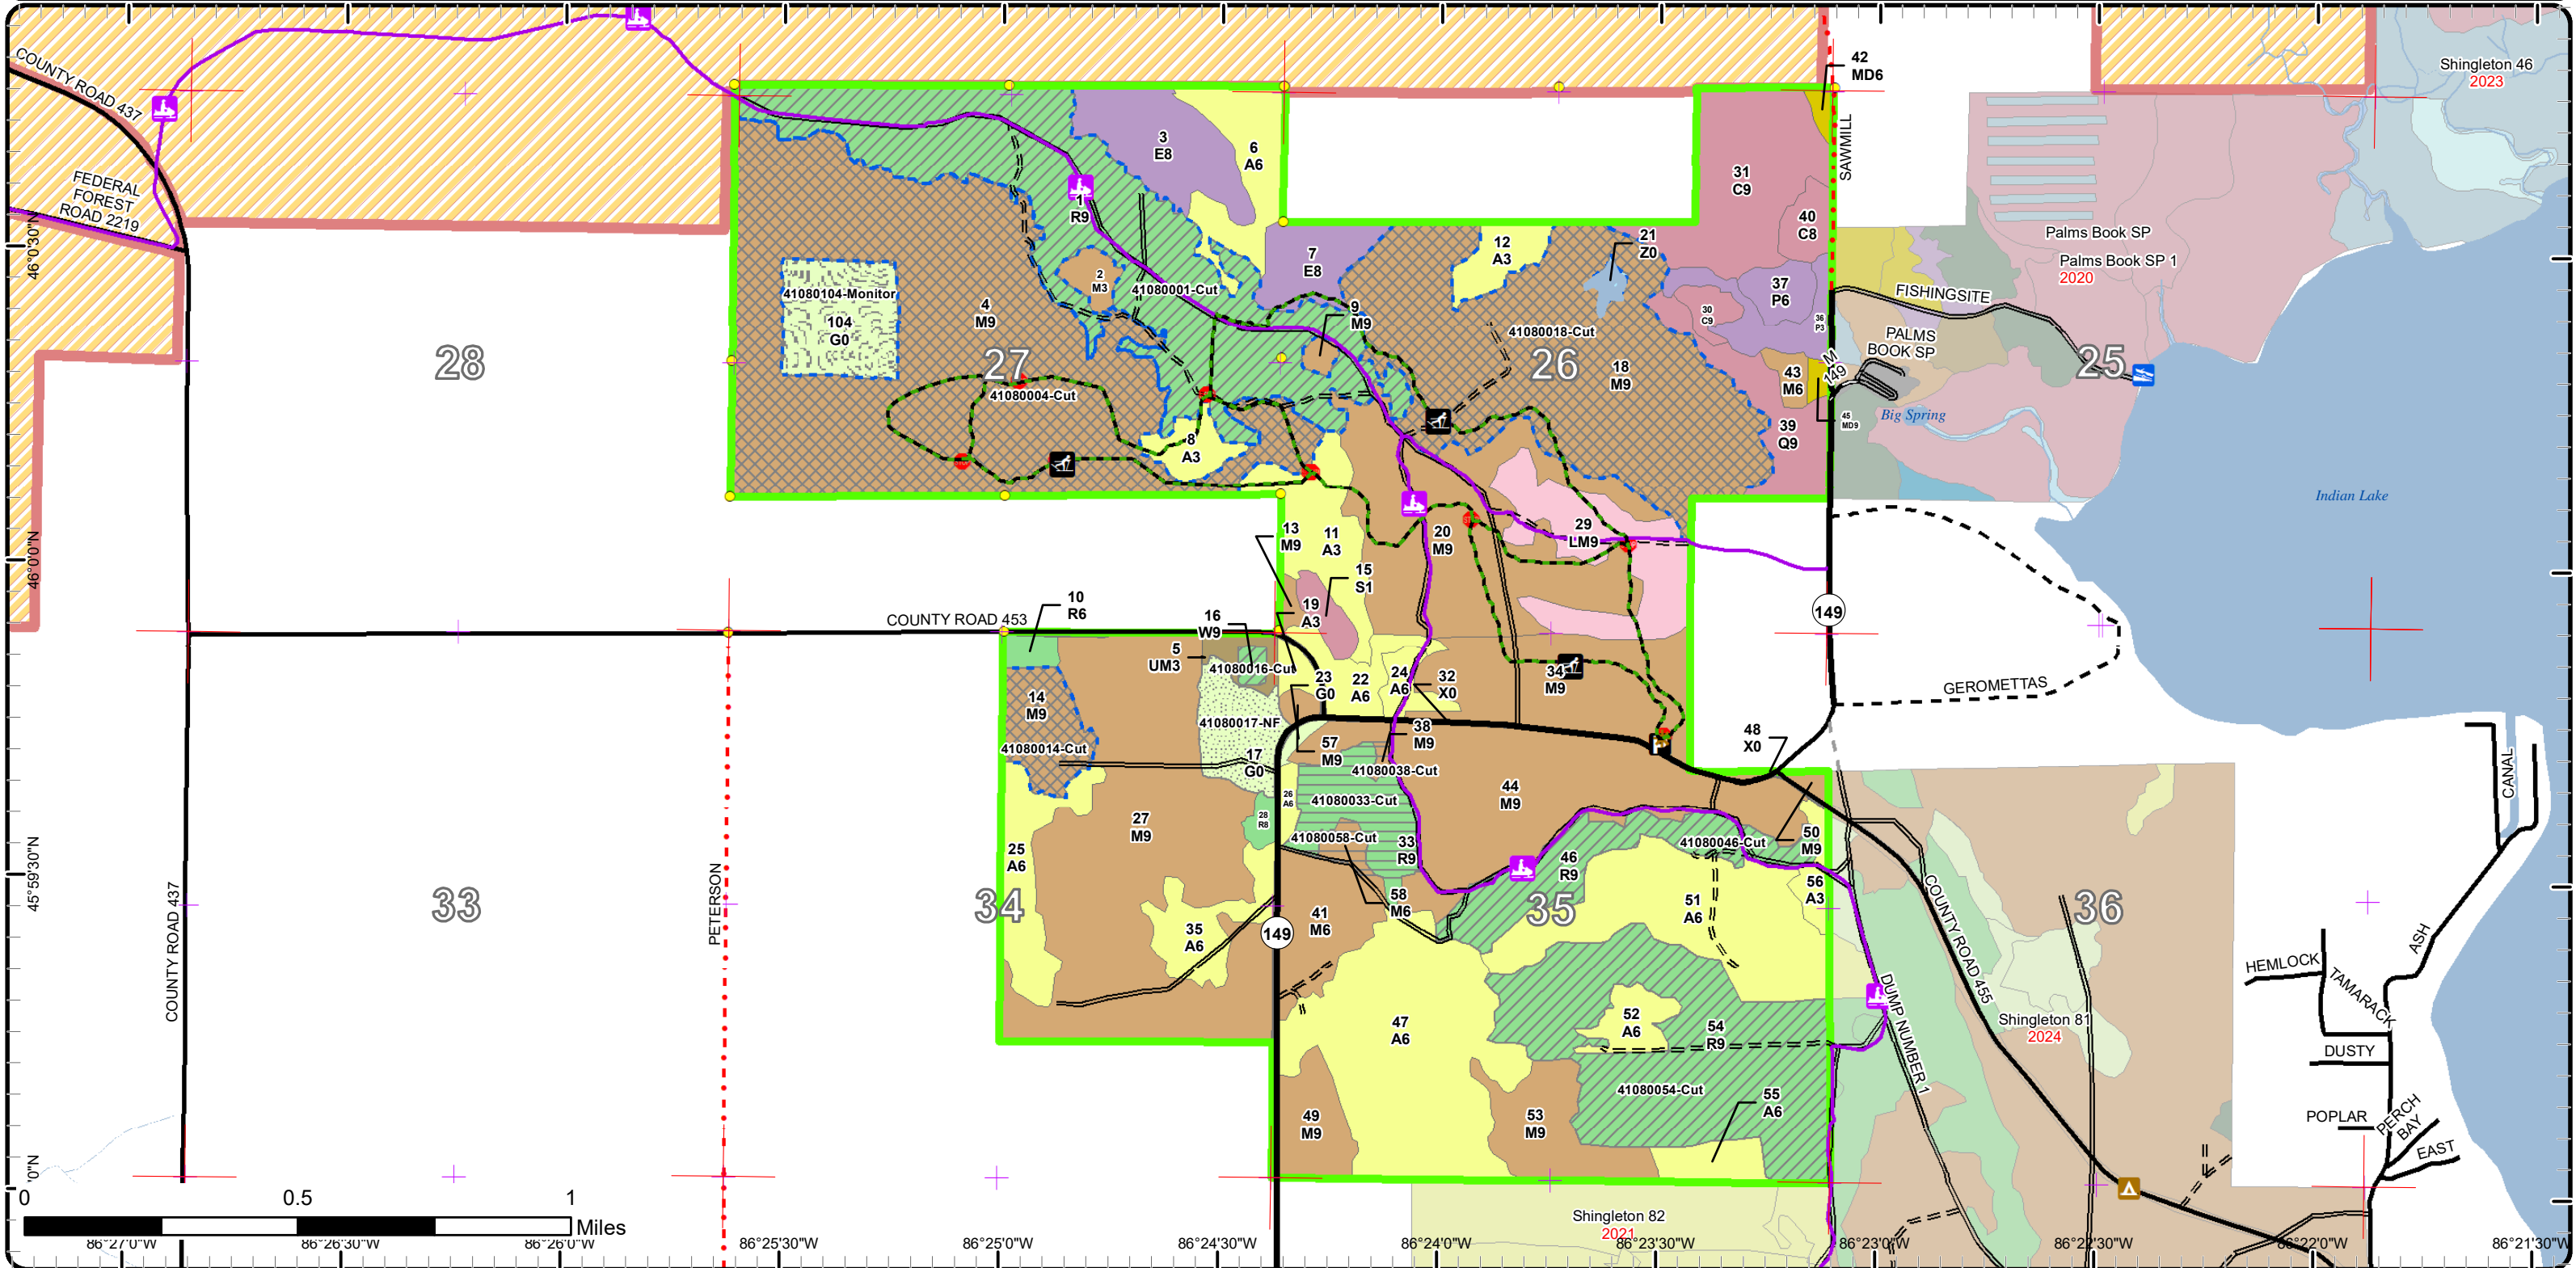 COUNTY ROAD 437
FEDERAL
FOREST
ROAD 2219
42
MD6
Shingleton 46
2023
SAWMILL
3
E8
6
A6
31
C9
40
C8
1
R9
7
E8
12
A3
21
Z0
Palms Book SP
Palms Book SP 1
2020
2
M3
41080001-Cut
37
P6
FISHINGSITE
41080104-Monitor
104
G0
4
M9
9
M9
41080018-Cut
30
C9
36
P3
PALMS
BOOK SP
28
27
26
25
18
M9
43
M6
M 149
41080004-Cut
45
MD9
Big Spring
39
Q9
8
A3
Indian Lake
13
M9
11
A3
20
M9
29
LM9
15
S1
10
R6
16
W9
19
A3
COUNTY ROAD 453
149
5
UM3
41080016-Cut
23
G0
22
A6
24
A6
32
X0
34
M9
GEROMETTAS
14
M9
41080017-NF
41080014-Cut
17
G0
57
M9
38
M9
48
X0
41080038-Cut
26
A6
41080033-Cut
44
M9
CANAL
28
R8
27
M9
41080058-Cut
33
R9
41080046-Cut
50
M9
25
A6
46
R9
56
A3
58
M6
51
A6
41
M6
35
A6
33
34
35
36
149
PETERSON
COUNTY ROAD 437
COUNTY ROAD 455
DUMP NUMBER 1
ASH
HEMLOCK
TAMARACK
47
A6
52
A6
54
R9
Shingleton 81
2024
DUSTY
41080054-Cut
55
A6
49
M9
53
M9
POPLAR
PERCH
BAY
EAST
Shingleton 82
2021
46°0'30"N
46°0'0"N
45°59'30"N
0"N
0
0.5
1
Miles
86°27'0"W
86°26'30"W
86°26'0"W
86°25'30"W
86°25'0"W
86°24'30"W
86°24'0"W
86°23'30"W
86°23'0"W
86°22'30"W
86°22'0"W
86°21'30"W